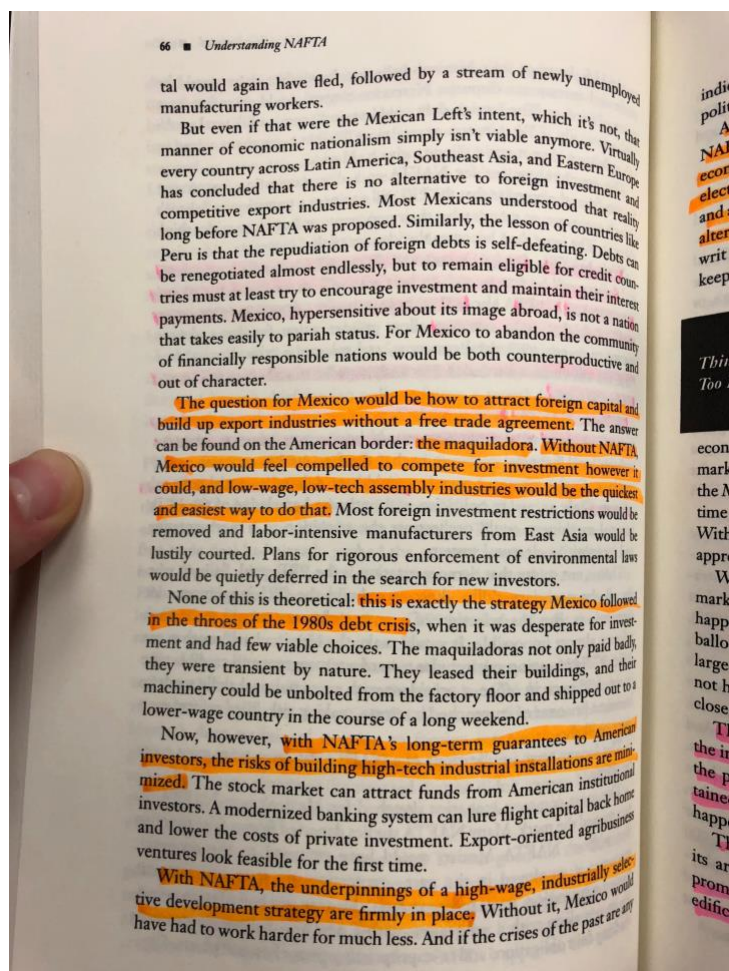 66 ■ Understanding NAFTA
tal would again have fled, followed by a stream of newly unemployed
manufacturing workers.
But even if that were the Mexican Left's intent, which it's not, that
manner of economic nationalism simply isn't viable anymore. Virtually
every country across Latin America, Southeast Asia, and Eastern Europe
has concluded that there is no alternative to foreign investment and
competitive export industries. Most Mexicans understood that reality
long before NAFTA was proposed. Similarly, the lesson of countries like
Peru is that the repudiation of foreign debts is self-defeating. Debts can
be renegotiated almost endlessly, but to remain eligible for credit coun-
tries must at least try to encourage investment and maintain their interest
payments. Mexico, hypersensitive about its image abroad, is not a nation
that takes easily to pariah status. For Mexico to abandon the community
of financially responsible nations would be both counterproductive and
out of character.
The question for Mexico would be how to attract foreign capital and
build up export industries without a free trade agreement. The answer
can be found on the American border: the maquiladora. Without NAFTA,
Mexico would feel compelled to compete for investment however it
could, and low-wage, low-tech assembly industries would be the quickest
and easiest way to do that. Most foreign investment restrictions would be
removed and labor-intensive manufacturers from East Asia would be
lustily courted. Plans for rigorous enforcement of environmental laws
would be quietly deferred in the search for new investors.
None of this is theoretical: this is exactly the strategy Mexico followed
in the throes of the 1980s debt crisis, when it was desperate for invest-
ment and had few viable choices. The maquiladoras not only paid badly,
they were transient by nature. They leased their buildings, and their
machinery could be unbolted from the factory floor and shipped out to a
lower-wage country in the course of a long weekend.
Now, however, with NAFTA's long-term guarantees to American
investors, the risks of building high-tech industrial installations are mini-
mized. The stock market can attract funds from American institutional
investors. A modernized banking system can lure flight capital back home
and lower the costs of private investment. Export-oriented agribusiness
ventures look feasible for the first time.
With NAFTA, the underpinnings of a high-wage, industrially selec-
tive development strategy are firmly in place. Without it, Mexico would
have had to work harder for much less. And if the crises of the past are any
Too
econ
mark
the
time
With
appr
W
mark
happ
ballo
large
not h
close
the
the p
taine
happ
its ar
prom
edific